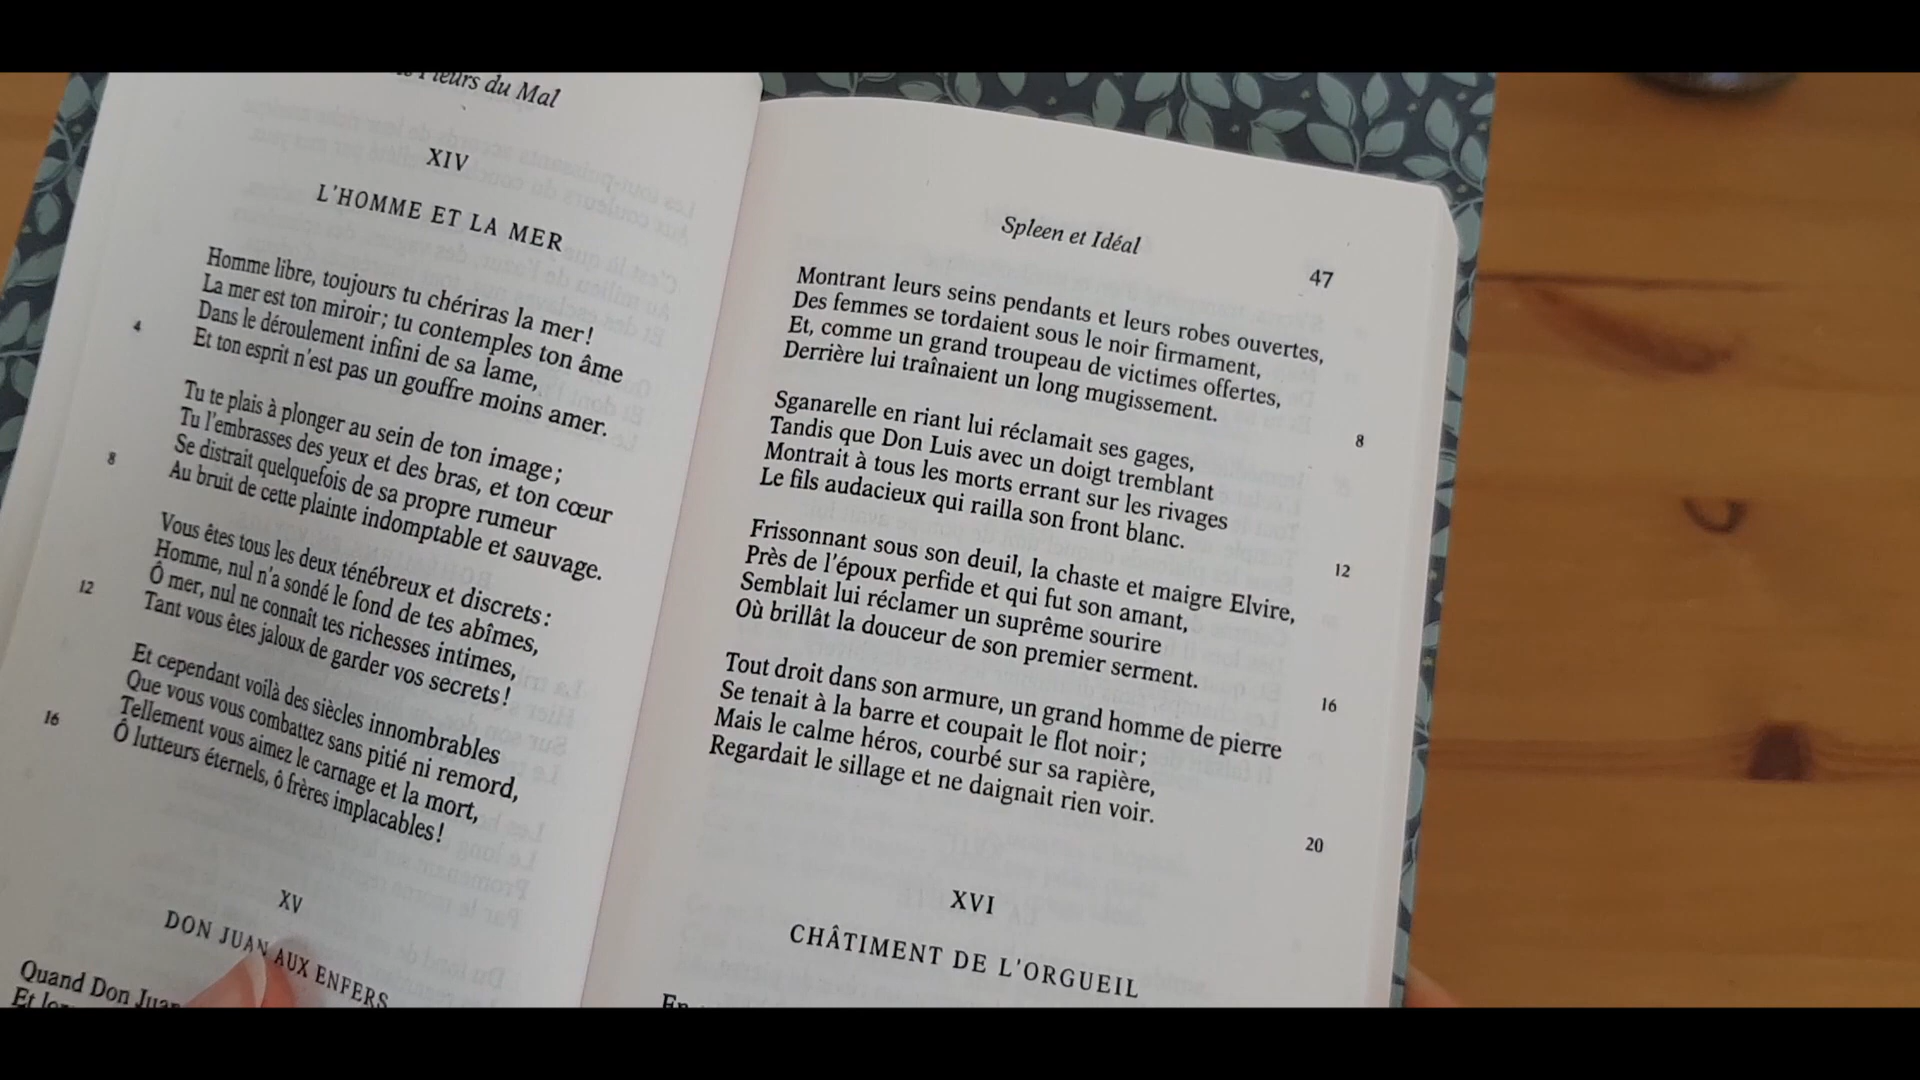 Fleurs du Mal
XIV
L'HOMME ET LA MER
Homme libre, toujours tu chériras la mer !
La mer est ton miroir ; tu contemples ton âme
Dans le déroulement infini de sa lame,
4 Et ton esprit n'est pas un gouffre moins amer.
Tu te plais à plonger au sein de ton image ;
Tu l'embrasses des yeux et des bras, et ton cœur
Se distrait quelquefois de sa propre rumeur
8 Au bruit de cette plainte indomptable et sauvage.
Vous êtes tous les deux ténébreux et discrets :
Homme, nul n'a sondé le fond de tes abîmes,
Ô mer, nul ne connaît tes richesses intimes,
12 Tant vous êtes jaloux de garder vos secrets !
Et cependant voilà des siècles innombrables
Que vous vous combattez sans pitié ni remord,
Tellement vous aimez le carnage et la mort,
16 Ô lutteurs éternels, ô frères implacables !
XV
DON JUAN AUX ENFERS
Quand Don Juan
Et
Spleen et Idéal
47
Montrant leurs seins pendants et leurs robes ouvertes,
Des femmes se tordaient sous le noir firmament,
Et, comme un grand troupeau de victimes offertes,
Derrière lui traînaient un long mugissement. 8
Sganarelle en riant lui réclamait ses gages,
Tandis que Don Luis avec un doigt tremblant
Montrait à tous les morts errant sur les rivages
Le fils audacieux qui railla son front blanc. 12
Frissonnant sous son deuil, la chaste et maigre Elvire,
Près de l'époux perfide et qui fut son amant,
Semblait lui réclamer un suprême sourire
Où brillât la douceur de son premier serment. 16
Tout droit dans son armure, un grand homme de pierre
Se tenait à la barre et coupait le flot noir ;
Mais le calme héros, courbé sur sa rapière,
Regardait le sillage et ne daignait rien voir. 20
XVI
CHÂTIMENT DE L'ORGUEIL